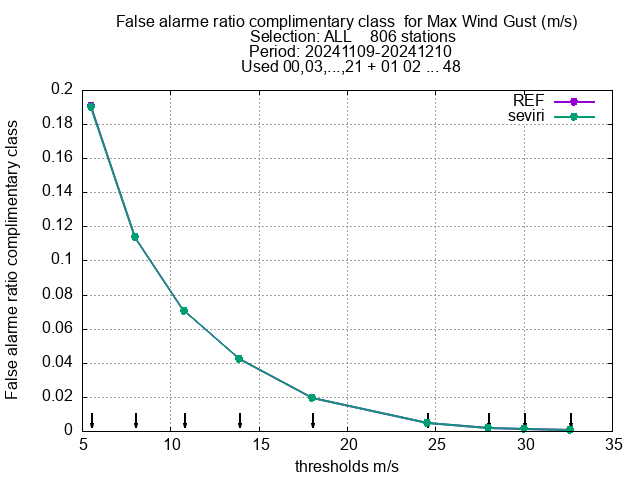 False alarme ratio complimentary class  for Max Wind Gust (m/s)
Selection: ALL    806 stations
Period: 20241109-20241210
Used 00,03,...,21 + 01 02 ... 48
REF
seviri
False alarme ratio complimentary class
0.2
0.18
0.16
0.14
0.12
0.1
0.08
0.06
0.04
0.02
0
5 10 15 20 25 30 35
thresholds m/s